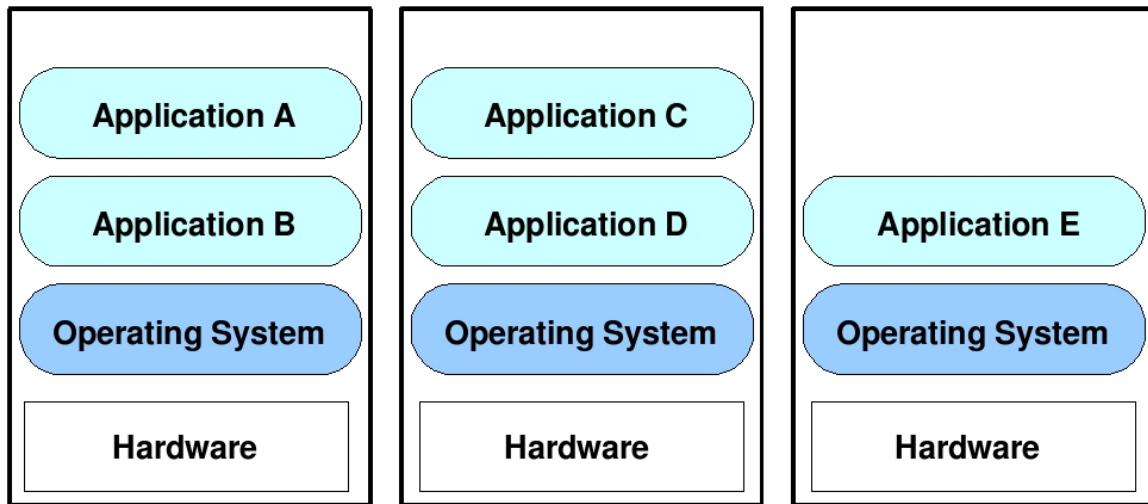 Application A
Application B
Operating System
Hardware
Application C
Application D
Operating System
Hardware
Application E
Operating System
Hardware